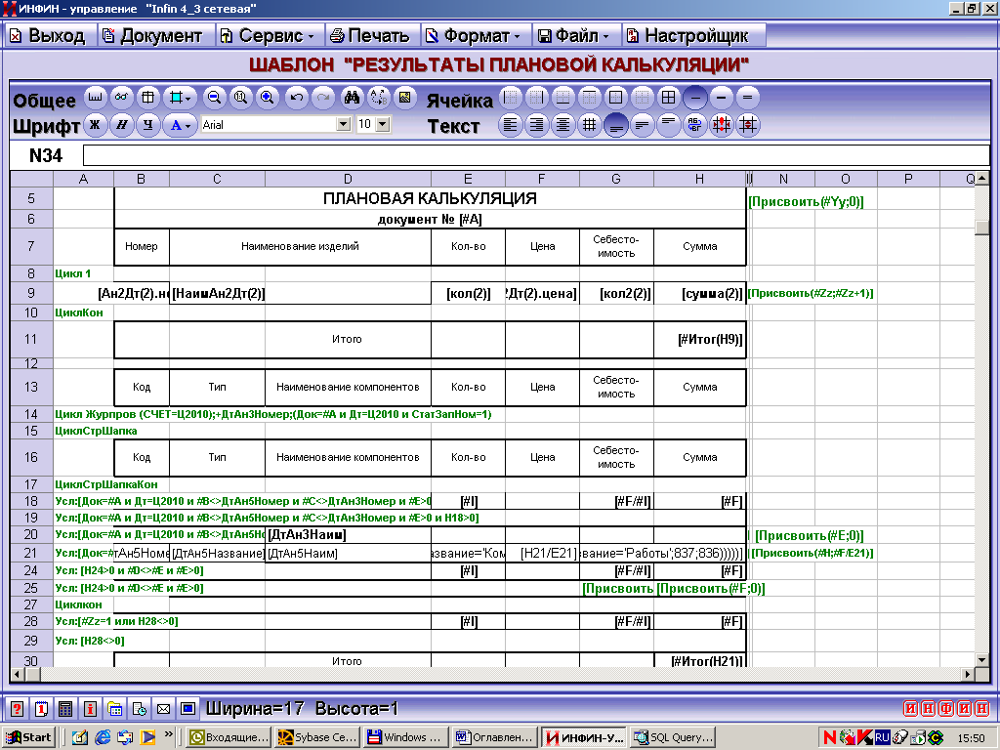 ИНФИН - управление "Infin 4_3 сетевая"
Выход Документ Сервис Печать Формат Файл Настройщик
ШАБЛОН "РЕЗУЛЬТАТЫ ПЛАНОВОЙ КАЛЬКУЛЯЦИИ"
Общее Ячейка
Шрифт Ж Н Ч А Arial 10 Текст
N34
A B C D E F G H N O P Q
5 ПЛАНОВАЯ КАЛЬКУЛЯЦИЯ [Присвоить(#Yy;0)]
6 документ № [#A]
7 Номер Наименование изделий Кол-во Цена Себесто-имость Сумма
8 Цикл 1
9 [Ан2Дт(2).но [НаимАн2Дт(2)] [кол(2)] 2Дт(2).цена] [кол2(2)] [сумма(2)] [Присвоить(#Zz;#Zz+1)]
10 ЦиклКон
11 Итого [#Итог(H9)]
12
13 Код Тип Наименование компонентов Кол-во Цена Себесто-имость Сумма
14 Цикл Журпров (СЧЕТ=Ц2010);+ДтАн3Номер;(Док=#A и Дт=Ц2010 и СтатЗапНом=1)
15 ЦиклСтрШапка
16 Код Тип Наименование компонентов Кол-во Цена Себесто-имость Сумма
17 ЦиклСтрШапкаКон
18 Усл:[Док=#A и Дт=Ц2010 и #B<>ДтАн5Номер и #C<>ДтАн3Номер и #E>0 [#I] [#F/#I] [#F]
19 Усл:[Док=#A и Дт=Ц2010 и #B<>ДтАн5Номер и #C<>ДтАн3Номер и #E>0 и H18>0]
20 Усл:[Док=#A и Дт=Ц2010 и #B<>ДтАн5Но [ДтАн3Наим] [Присвоить(#E;0)]
21 Усл:[Док=# тАн5Номе [ДтАн5Название] [ДтАн5Наим] азвание='Ком [H21/E21] вание='Работы';837;836)))))] [Присвоить(#H;#F/E21)]
24 Усл: [H24>0 и #D<>#E и #E>0] [#I] [#F/#I] [#F]
25 Усл: [H24>0 и #D<>#E и #E>0] [Присвоить [Присвоить(#F;0)]
27 Циклкон
28 Усл:[#Zz=1 или H28<>0] [#I] [#F/#I] [#F]
29 Усл: [H28<>0]
30 Итого [#Итог(H21)]
Ширина=17 Высота=1 ИНФИН
Start Входящие... Sybase Ce... Windows ... Оглавлен... ИНФИН-У... SQL Query... RU 15:50